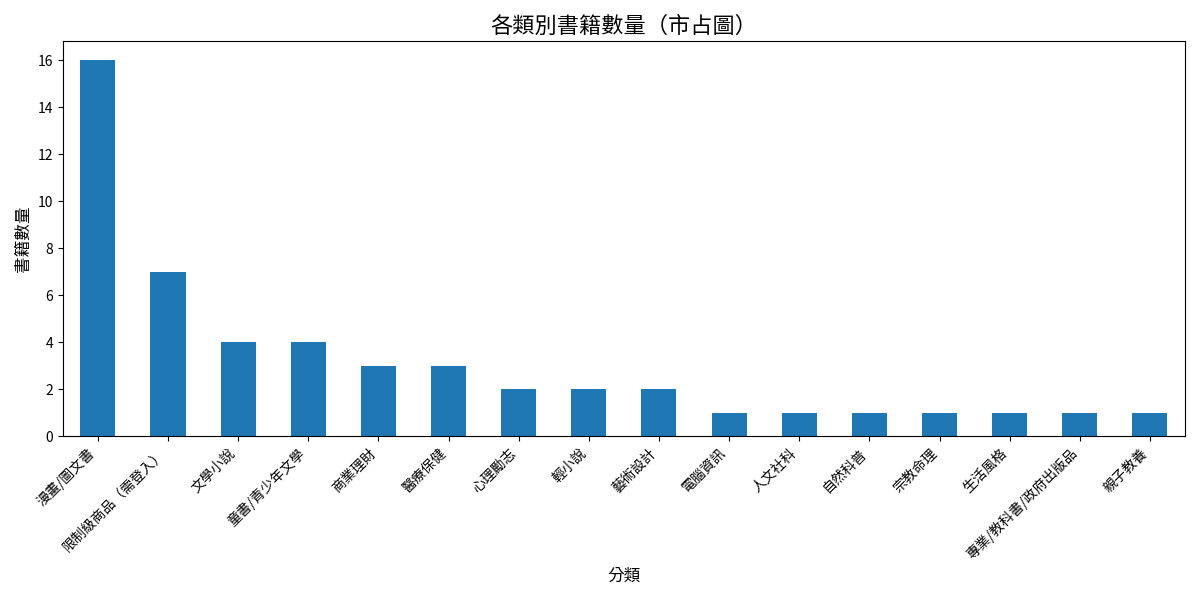 各類別書籍數量（市占圖）
書籍數量
16
14
12
10
8
6
4
2
0
漫畫/圖文書
限制級商品（需登入）
文學小說
童書/青少年文學
商業理財
醫療保健
心理勵志
輕小說
藝術設計
電腦資訊
人文社科
自然科普
宗教命理
生活風格
專業/教科書/政府出版品
親子教養
分類